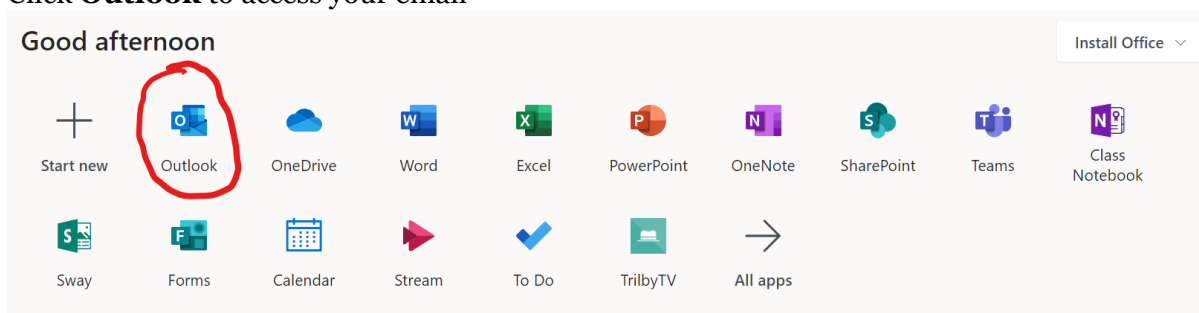 Click Outlook to access your email
Good afternoon
Install Office
Start new Outlook OneDrive Word Excel PowerPoint OneNote SharePoint Teams Class Notebook
Sway Forms Calendar Stream To Do TrilbyTV All apps